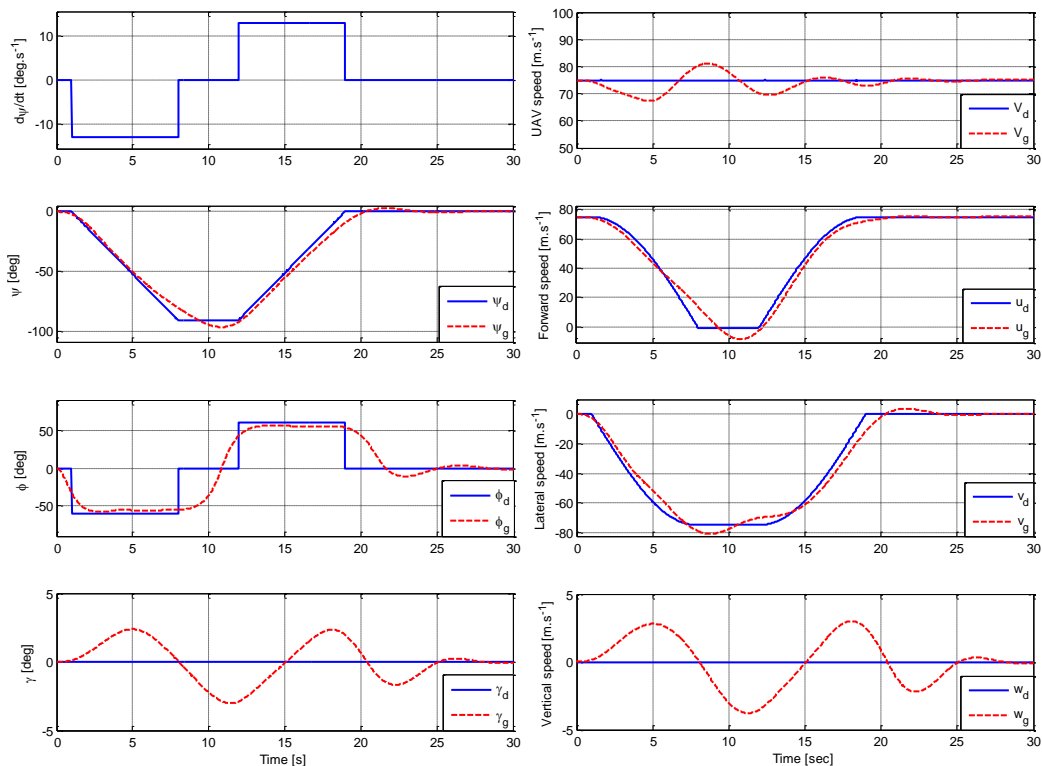 10
0
-10
d_ψ/dt [deg.s⁻¹]
0 5 10 15 20 25 30
100
90
80
70
60
50
UAV speed [m.s⁻¹]
V_d
V_g
0 5 10 15 20 25 30
0
-50
-100
ψ [deg]
ψ_d
ψ_g
0 5 10 15 20 25 30
80
60
40
20
0
Forward speed [m.s⁻¹]
u_d
u_g
0 5 10 15 20 25 30
50
0
-50
ϕ [deg]
ϕ_d
ϕ_g
0 5 10 15 20 25 30
0
-20
-40
-60
-80
Lateral speed [m.s⁻¹]
v_d
v_g
0 5 10 15 20 25 30
5
0
-5
γ [deg]
γ_d
γ_g
0 5 10 15 20 25 30
Time [s]
5
0
-5
Vertical speed [m.s⁻¹]
w_d
w_g
0 5 10 15 20 25 30
Time [sec]